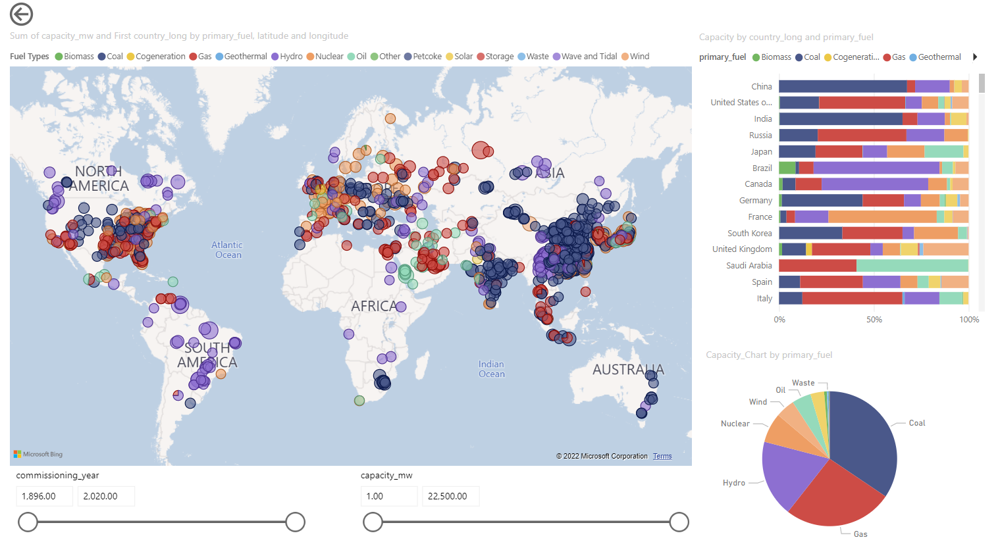 Sum of capacity_mw and First country_long by primary_fuel, latitude and longitude
Fuel Types Biomass Coal Cogeneration Gas Geothermal Hydro Nuclear Oil Other Petcoke Solar Storage Waste Wave and Tidal Wind
NORTH
AMERICA
ASIA
Atlantic
Ocean
AFRICA
SOUTH
AMERICA
Indian
Ocean
AUSTRALIA
Microsoft Bing
© 2022 Microsoft Corporation Terms
commissioning_year
1,896.00 2,020.00
capacity_mw
1.00 22,500.00
Capacity by country_long and primary_fuel
primary_fuel Biomass Coal Cogenerati... Gas Geothermal
China
United States o...
India
Russia
Japan
Brazil
Canada
Germany
France
South Korea
United Kingdom
Saudi Arabia
Spain
Italy
0% 50% 100%
Capacity_Chart by primary_fuel
Waste
Oil
Wind
Nuclear
Coal
Hydro
Gas